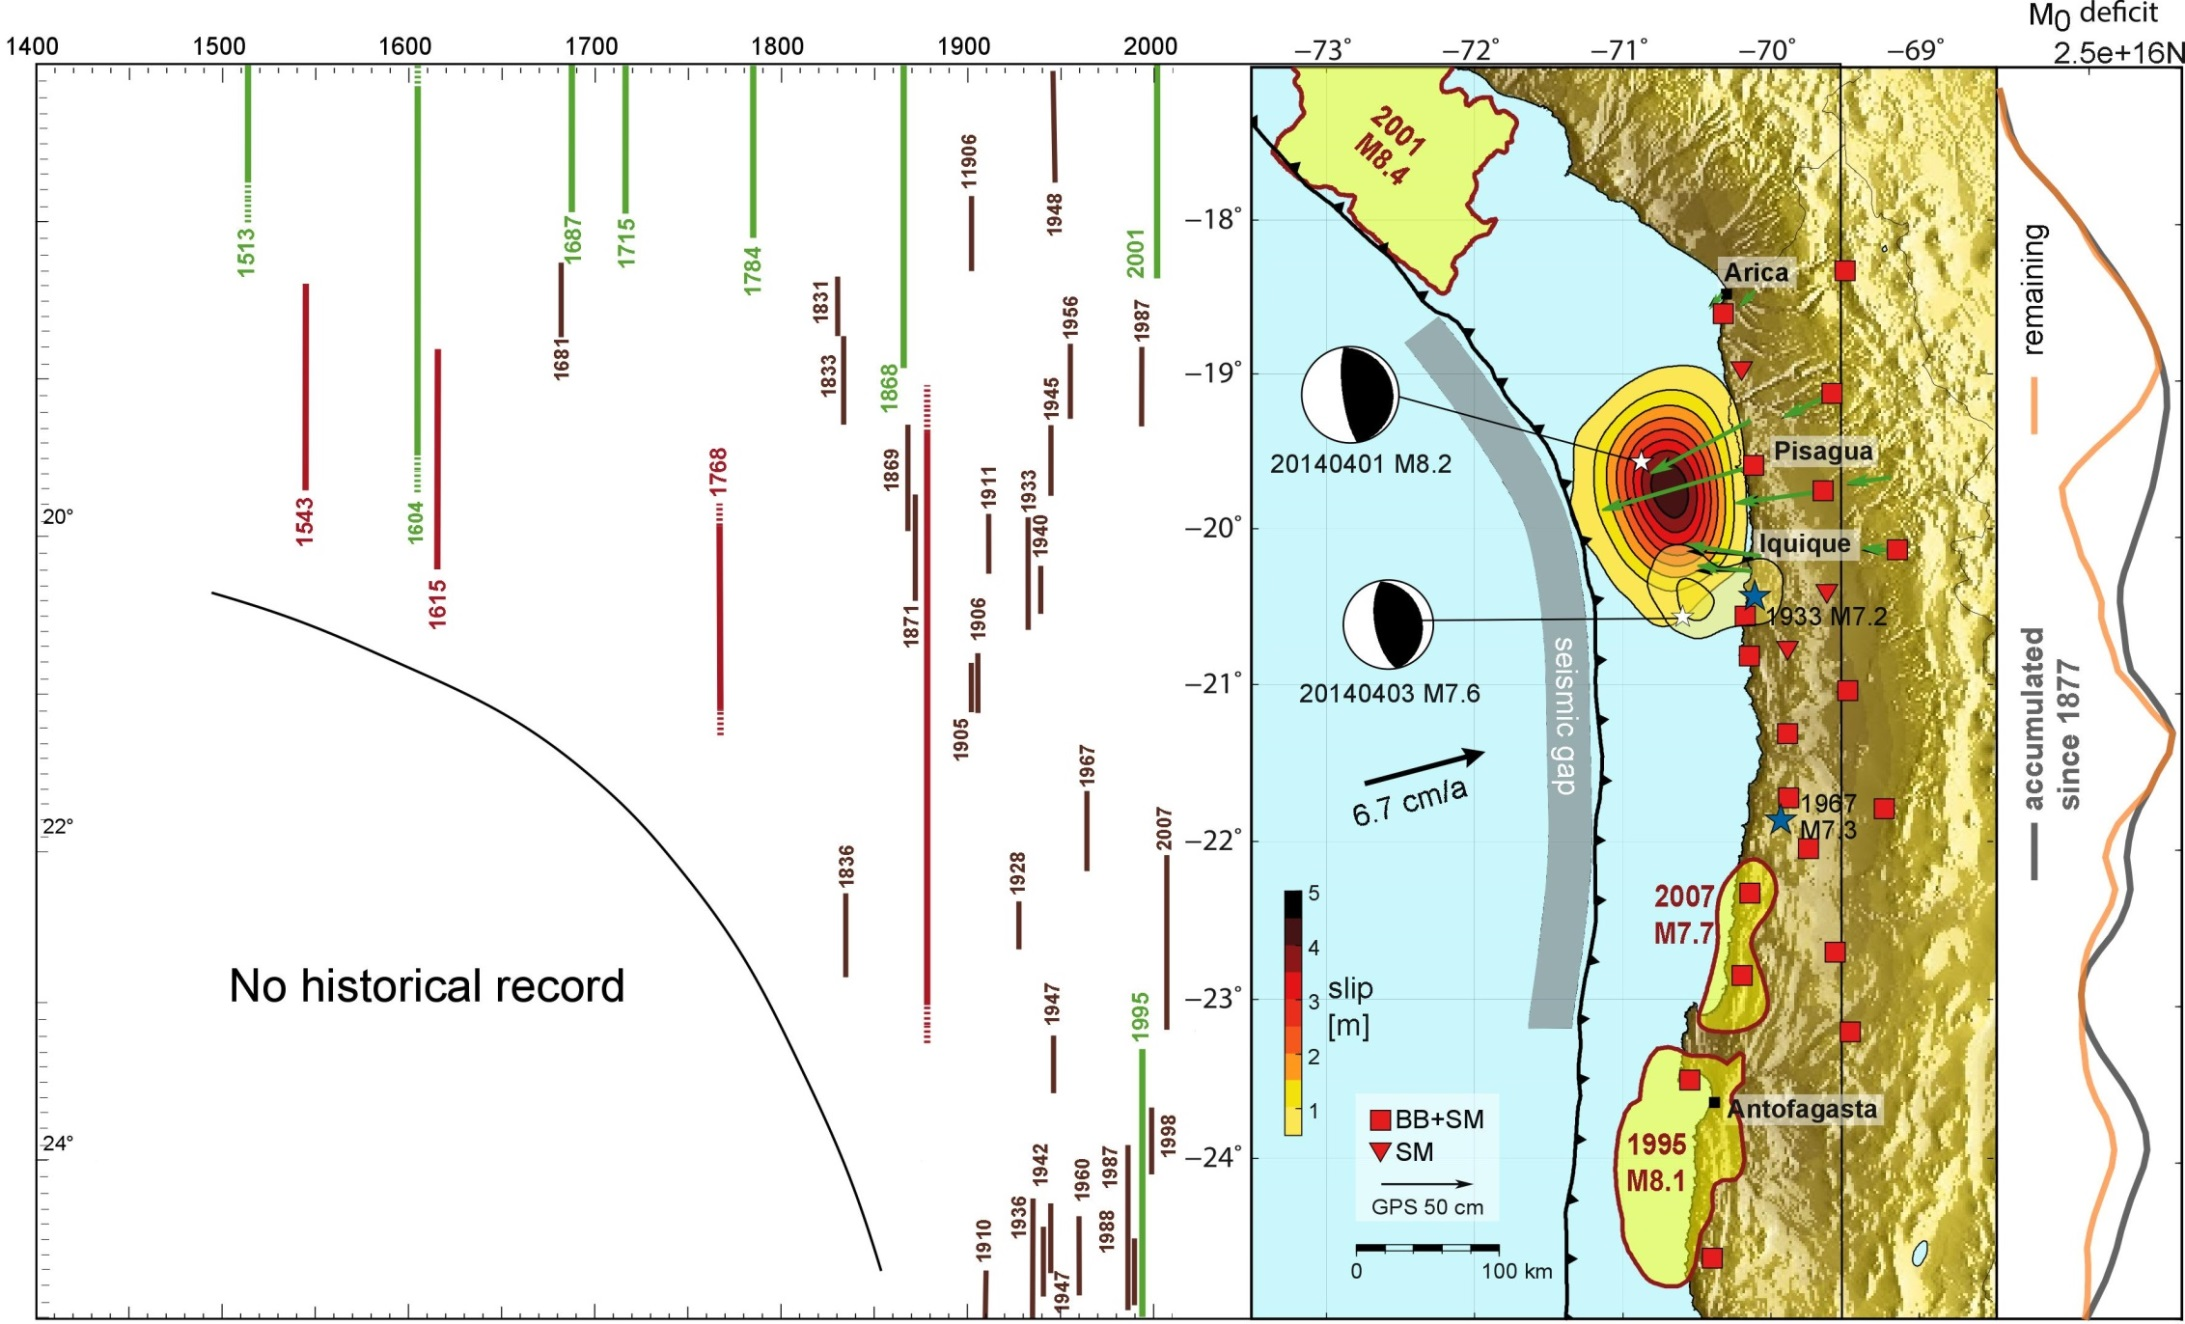 1400 1500 1600 1700 1800 1900 2000
20°
22°
24°
1513
1543
1604
1615
1687
1681
1715
1768
1784
1831
1833
1836
1868
1869
1871
11906
1911
1906
1905
1933
1940
1945
1948
1956
1987
2001
1967
1928
2007
1947
1995
1998
1942
1936
1910
1947
1960
1987
1988
No historical record
−73° −72° −71° −70° −69°
−18°
−19°
−20°
−21°
−22°
−23°
−24°
2001
M8.4
Arica
Pisagua
20140401 M8.2
Iquique
1933 M7.2
20140403 M7.6
seismic gap
6.7 cm/a
1967
M7.3
2007
M7.7
5
4
3
2
1
slip
[m]
BB+SM
SM
GPS 50 cm
0 100 km
Antofagasta
1995
M8.1
M0 deficit
2.5e+16N
remaining
accumulated
since 1877